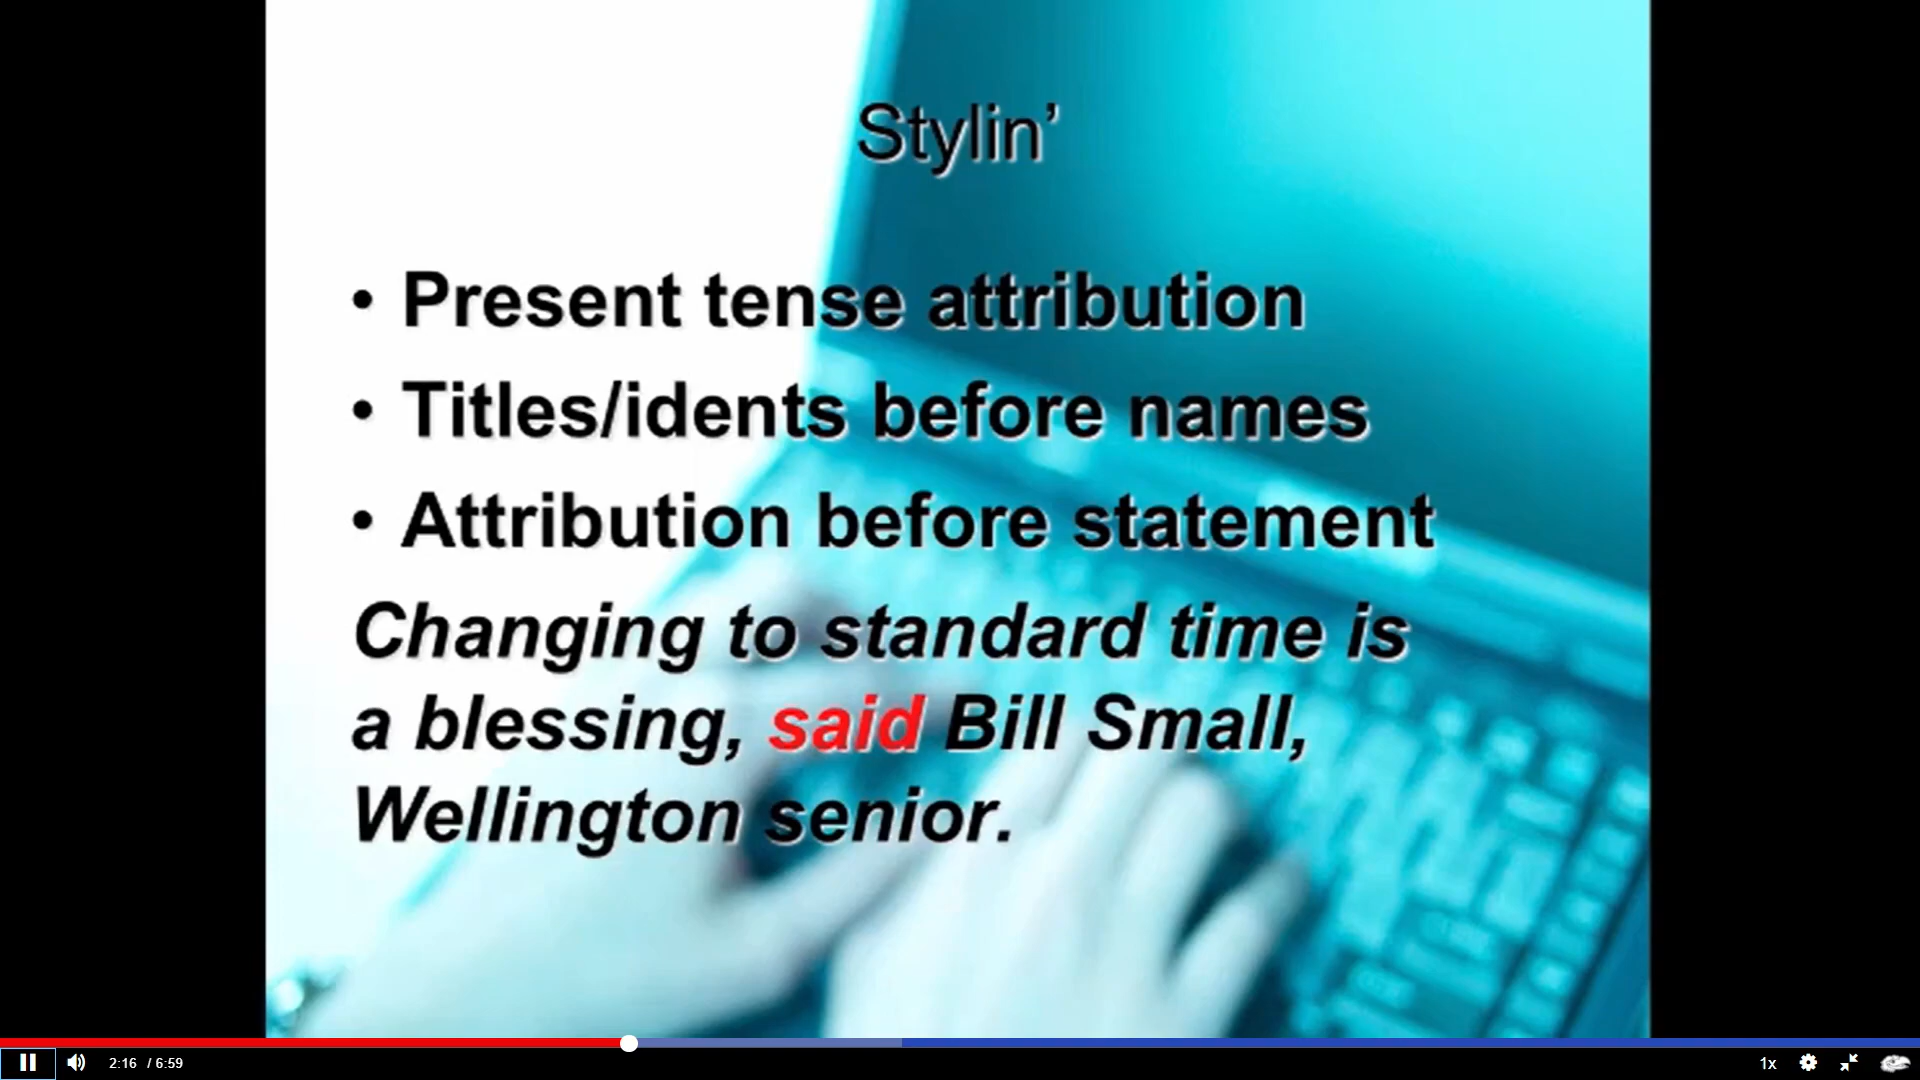 Stylin’
• Present tense attribution
• Titles/idents before names
• Attribution before statement
Changing to standard time is
a blessing, said Bill Small,
Wellington senior.
2:16 / 6:59
1x